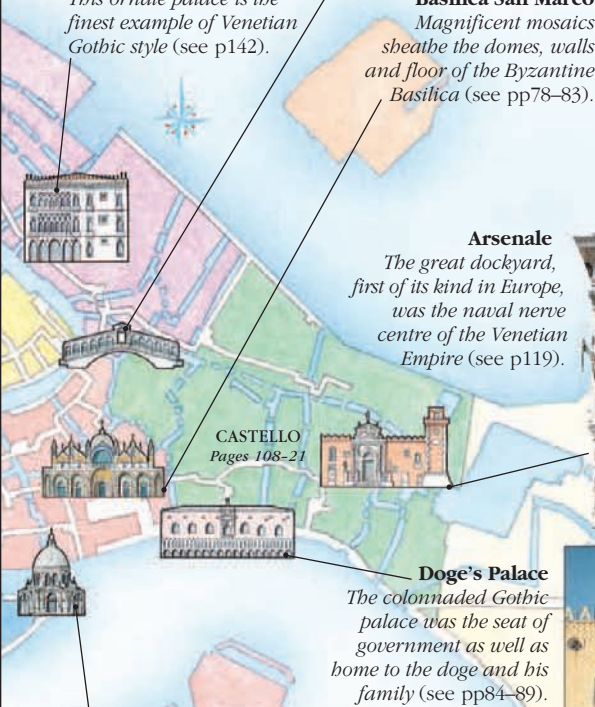 This ornate palace is the
finest example of Venetian
Gothic style (see p142).
Basilica San Marco
Magnificent mosaics
sheathe the domes, walls
and floor of the Byzantine
Basilica (see pp78–83).
Arsenale
The great dockyard,
first of its kind in Europe,
was the naval nerve
centre of the Venetian
Empire (see p119).
CASTELLO
Pages 108–21
Doge's Palace
The colonnaded Gothic
palace was the seat of
government as well as
home to the doge and his
family (see pp84–89).